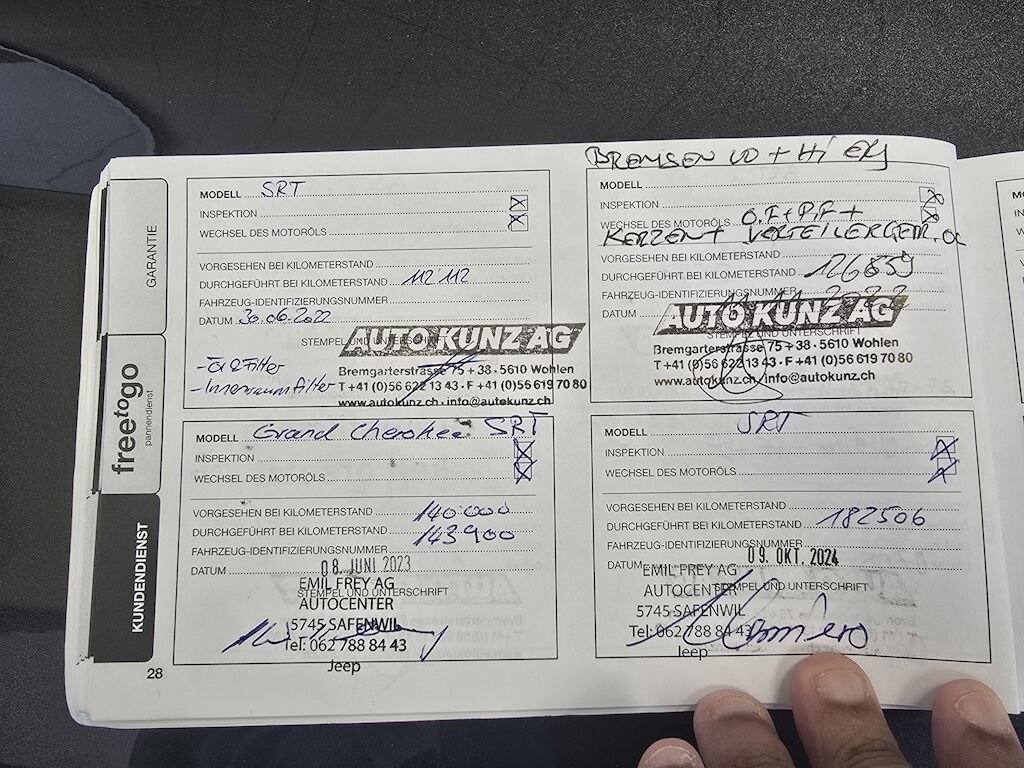 GARANTIE
freetogo
pannendienst
KUNDENDIENST
MODELL SRT
INSPEKTION
WECHSEL DES MOTORÖLS
VORGESEHEN BEI KILOMETERSTAND
DURCHGEFÜHRT BEI KILOMETERSTAND 112 112
FAHRZEUG-IDENTIFIZIERUNGSNUMMER
DATUM 30.06.2022
STEMPEL UND UNTERSCHRIFT
AUTO KUNZ AG
Bremgarterstrasse 75 + 38 · 5610 Wohlen
T +41 (0)56 622 13 43 · F +41 (0)56 619 70 80
www.autokunz.ch · info@autokunz.ch
- Öl & Filter
- Innenraumfilter
BREMSEN VO + Hi
MODELL
INSPEKTION
WECHSEL DES MOTORÖLS O.F + P.F +
KERZEN + VERTEILERGETR. OL
VORGESEHEN BEI KILOMETERSTAND
DURCHGEFÜHRT BEI KILOMETERSTAND 126859
FAHRZEUG-IDENTIFIZIERUNGSNUMMER
DATUM
STEMPEL UND UNTERSCHRIFT
AUTO KUNZ AG
Bremgarterstrasse 75 + 38 · 5610 Wohlen
T +41 (0)56 622 13 43 · F +41 (0)56 619 70 80
www.autokunz.ch · info@autokunz.ch
MODELL Grand Cherokee SRT
INSPEKTION
WECHSEL DES MOTORÖLS
VORGESEHEN BEI KILOMETERSTAND 140'000
DURCHGEFÜHRT BEI KILOMETERSTAND 143900
FAHRZEUG-IDENTIFIZIERUNGSNUMMER
DATUM 08. JUNI 2023
STEMPEL UND UNTERSCHRIFT
EMIL FREY AG
AUTOCENTER
5745 SAFENWIL
Tel: 062 788 84 43
Jeep
MODELL SRT
INSPEKTION
WECHSEL DES MOTORÖLS
VORGESEHEN BEI KILOMETERSTAND
DURCHGEFÜHRT BEI KILOMETERSTAND 182506
FAHRZEUG-IDENTIFIZIERUNGSNUMMER
DATUM 09. OKT. 2024
STEMPEL UND UNTERSCHRIFT
EMIL FREY AG
AUTOCENTER
5745 SAFENWIL
Tel: 062 788 84 43
Jeep
28